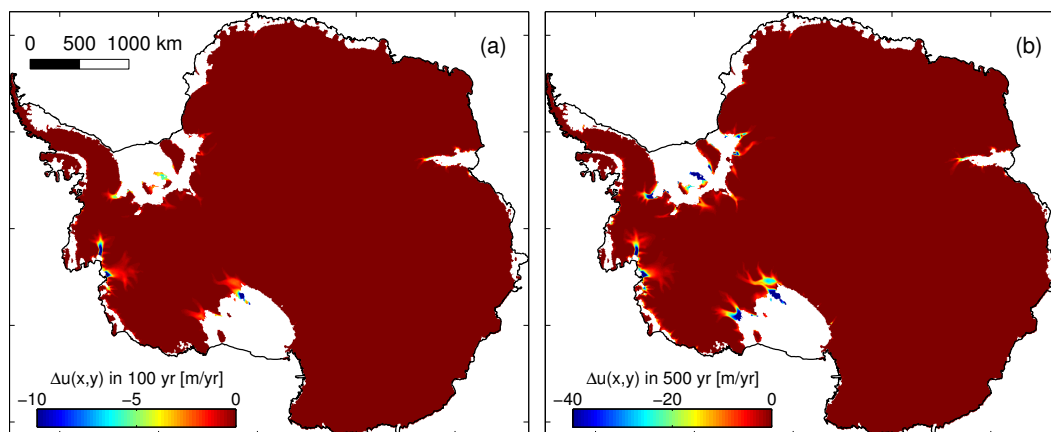 0 500 1000 km
(a)
Δu(x,y) in 100 yr [m/yr]
−10 −5 0
(b)
Δu(x,y) in 500 yr [m/yr]
−40 −20 0